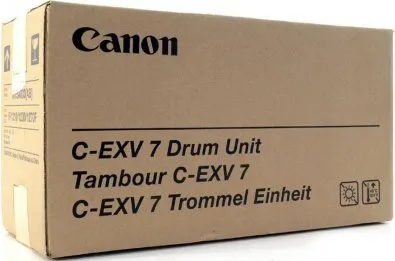 Canon
C-EXV 7 Drum Unit
Tambour C-EXV 7
C-EXV 7 Trommel Einheit